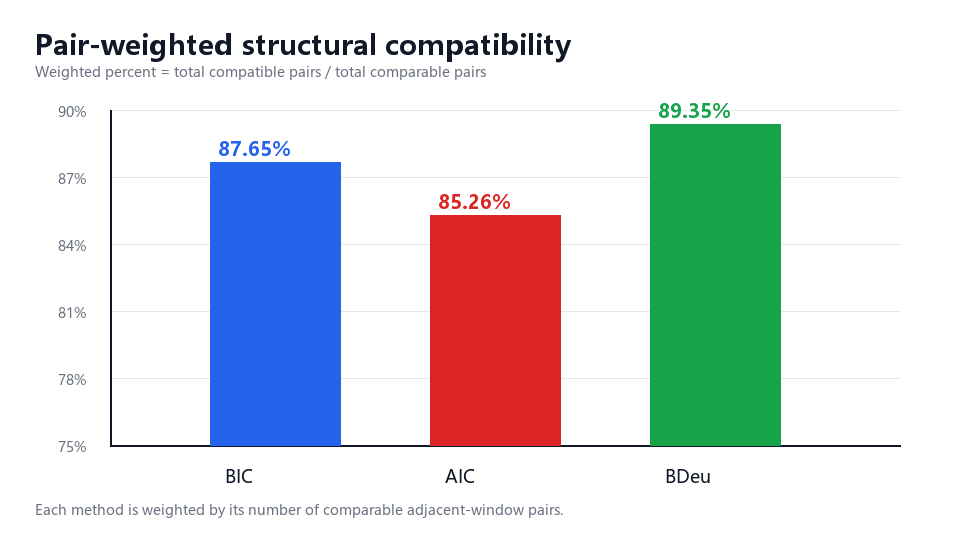 Pair-weighted structural compatibility
Weighted percent = total compatible pairs / total comparable pairs
90%
89.35%
87.65%
87%
85.26%
84%
81%
78%
75%
BIC
AIC
BDeu
Each method is weighted by its number of comparable adjacent-window pairs.